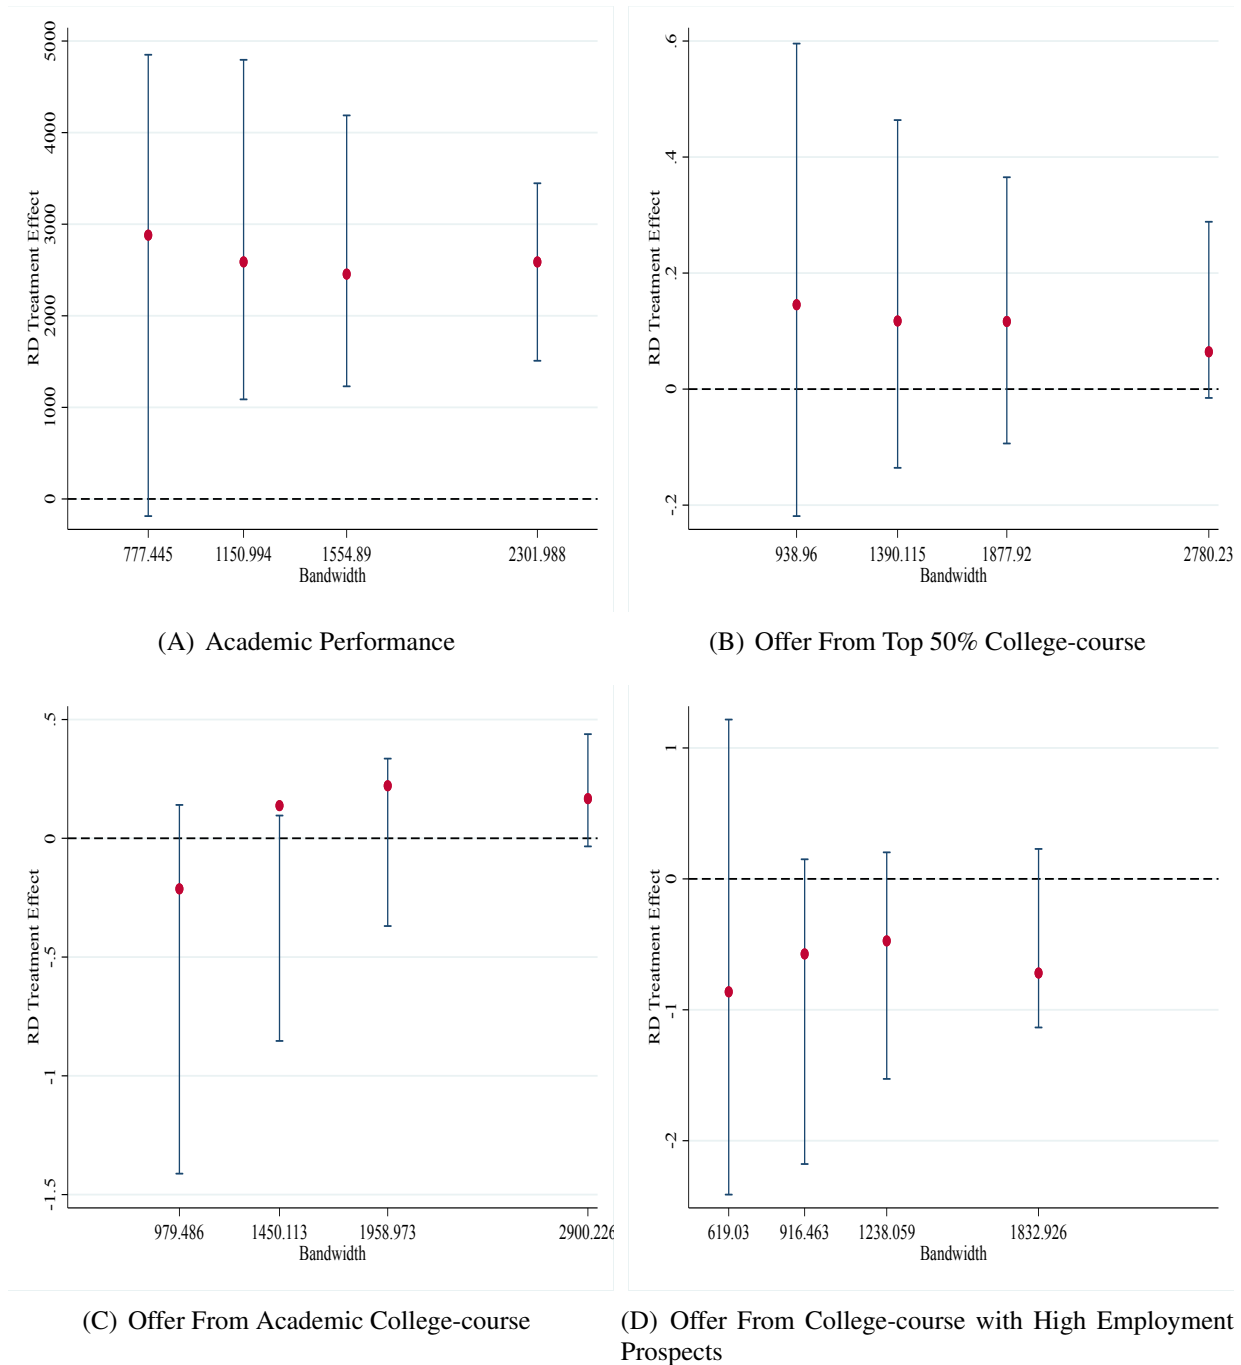 5000
4000
3000
2000
1000
0
RD Treatment Effect
777.445 1150.994 1554.89 2301.988
Bandwidth
(A) Academic Performance
.6
.4
.2
0
-.2
RD Treatment Effect
938.96 1390.115 1877.92 2780.23
Bandwidth
(B) Offer From Top 50% College-course
.5
0
-.5
-1
-1.5
RD Treatment Effect
979.486 1450.113 1958.973 2900.226
Bandwidth
(C) Offer From Academic College-course
1
0
-1
-2
RD Treatment Effect
619.03 916.463 1238.059 1832.926
Bandwidth
(D) Offer From College-course with High Employment
Prospects